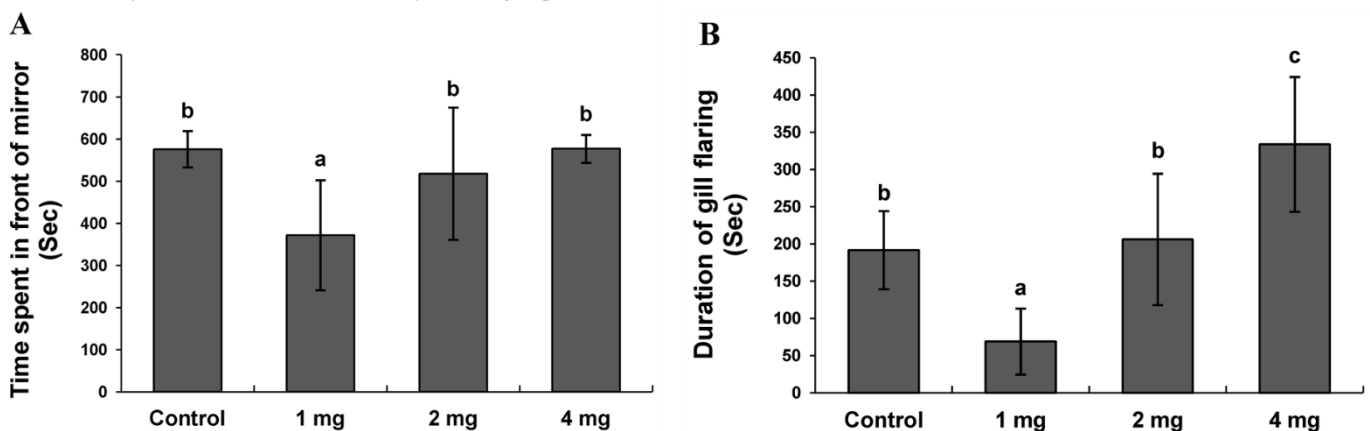 A
Time spent in front of mirror
(Sec)
800
700
600
500
400
300
200
100
0
b
a
b
b
Control
1 mg
2 mg
4 mg
B
Duration of gill flaring
(Sec)
450
400
350
300
250
200
150
100
50
0
b
a
b
c
Control
1 mg
2 mg
4 mg